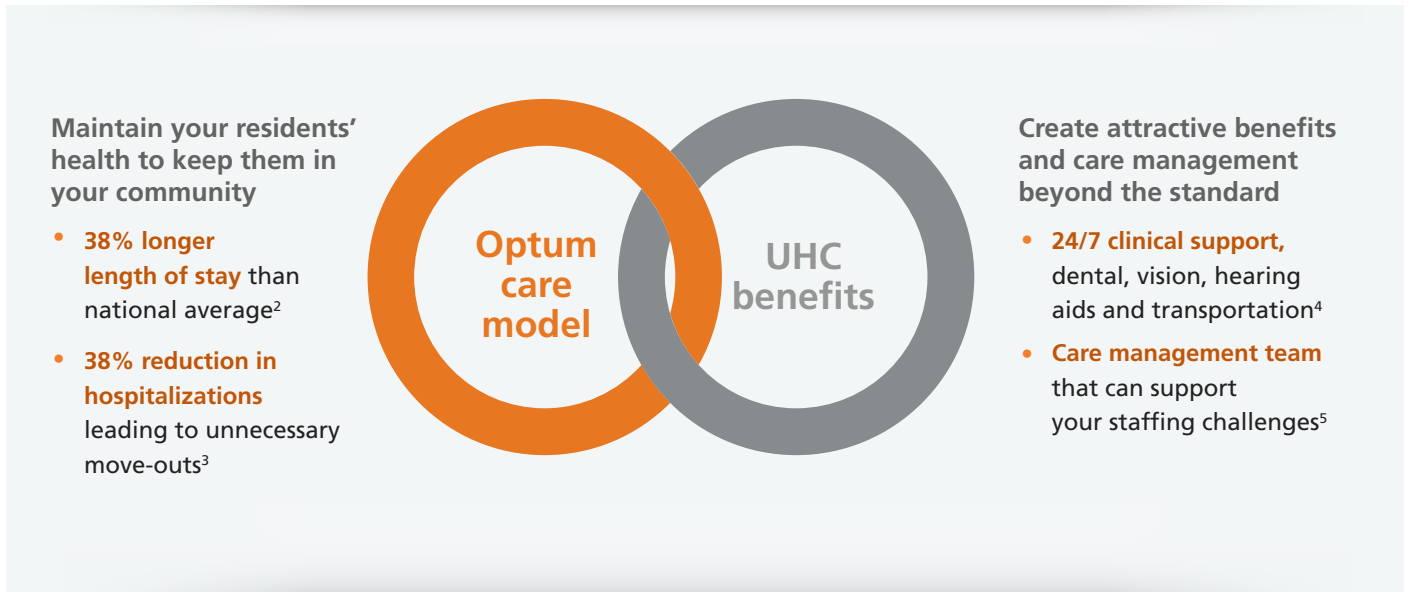 Maintain your residents’
health to keep them in
your community
• 38% longer
length of stay than
national average²
• 38% reduction in
hospitalizations
leading to unnecessary
move-outs³
Optum
care
model
UHC
benefits
Create attractive benefits
and care management
beyond the standard
• 24/7 clinical support,
dental, vision, hearing
aids and transportation⁴
• Care management team
that can support
your staffing challenges⁵